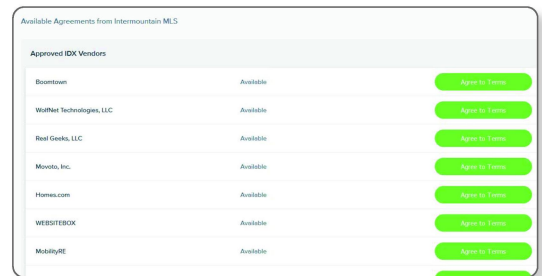 Available Agreements from Intermountain MLS
Approved IDX Vendors
Boomtown Available Agree to Terms
WolfNet Technologies, LLC Available Agree to Terms
Real Geeks, LLC Available Agree to Terms
Movoto, Inc. Available Agree to Terms
Homes.com Available Agree to Terms
WEBSITEBOX Available Agree to Terms
MobilityRE Available Agree to Terms